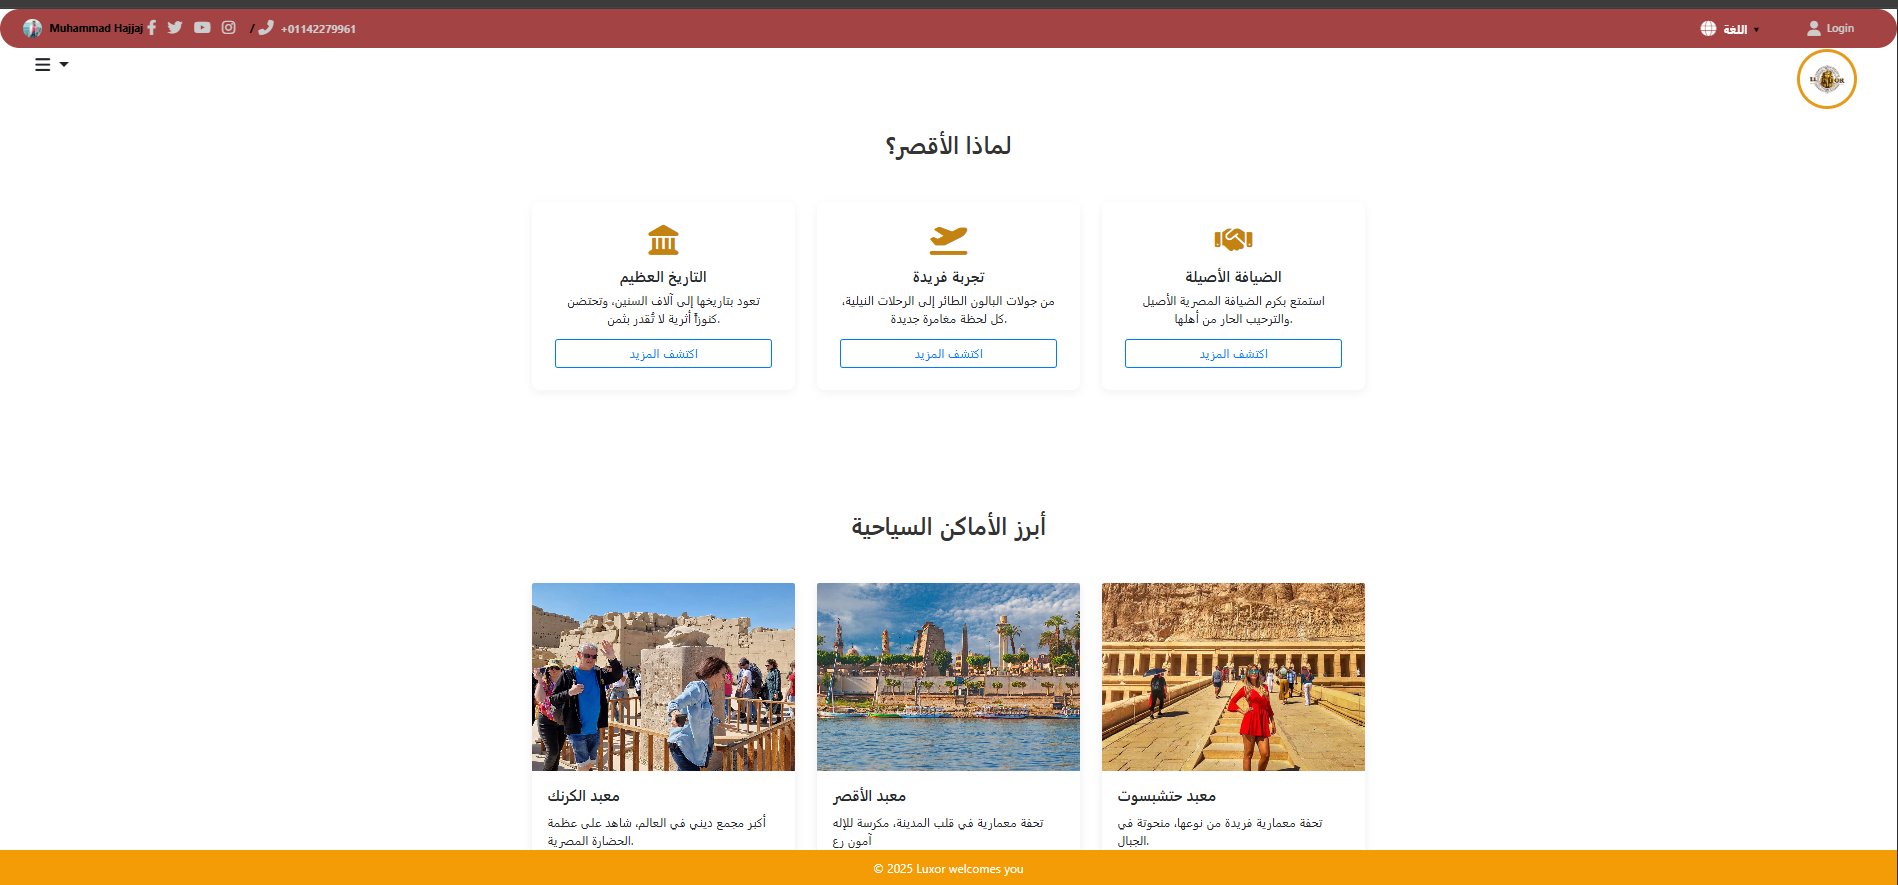 Muhammad Hajjaj / +01142279961 اللغة Login
لماذا الأقصر؟
التاريخ العظيم
تعود بتاريخها إلى آلاف السنين، وتحتضن
كنوزاً أثرية لا تُقدر بثمن.
اكتشف المزيد
تجربة فريدة
من جولات البالون الطائر إلى الرحلات النيلية،
كل لحظة مغامرة جديدة.
اكتشف المزيد
الضيافة الأصيلة
استمتع بكرم الضيافة المصرية الأصيل
والترحيب الحار من أهلها.
اكتشف المزيد
أبرز الأماكن السياحية
معبد الكرنك
أكبر مجمع ديني في العالم، شاهد على عظمة
الحضارة المصرية.
معبد الأقصر
تحفة معمارية في قلب المدينة، مكرسة للإله
آمون رع
معبد حتشبسوت
تحفة معمارية فريدة من نوعها، منحوتة في
الجبال.
© 2025 Luxor welcomes you